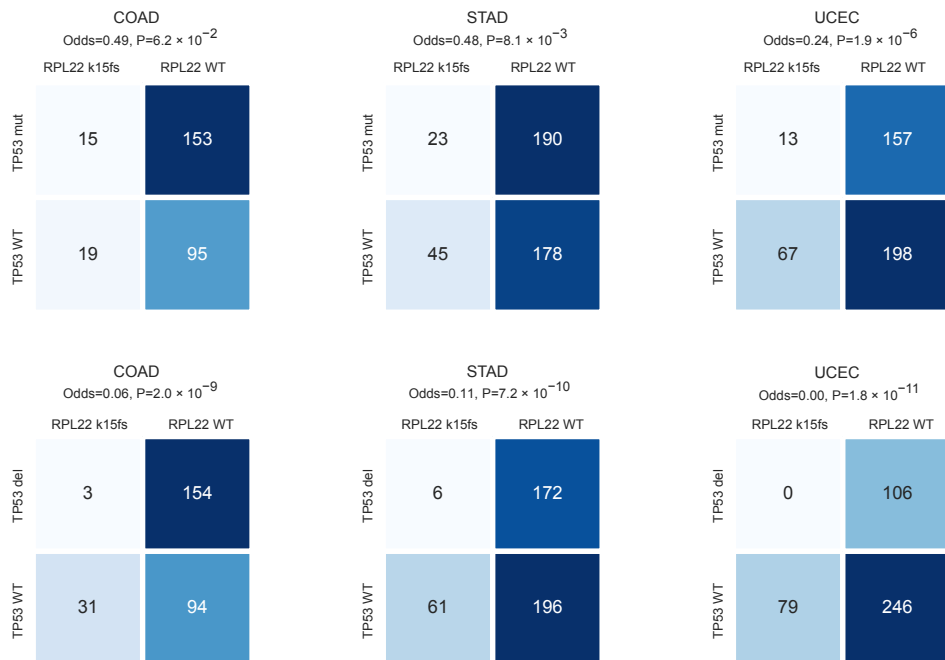 COAD
Odds=0.49, P=6.2 × 10⁻²
RPL22 k15fs RPL22 WT
TP53 mut 15 153
TP53 WT 19 95
STAD
Odds=0.48, P=8.1 × 10⁻³
RPL22 k15fs RPL22 WT
TP53 mut 23 190
TP53 WT 45 178
UCEC
Odds=0.24, P=1.9 × 10⁻⁶
RPL22 k15fs RPL22 WT
TP53 mut 13 157
TP53 WT 67 198
COAD
Odds=0.06, P=2.0 × 10⁻⁹
RPL22 k15fs RPL22 WT
TP53 del 3 154
TP53 WT 31 94
STAD
Odds=0.11, P=7.2 × 10⁻¹⁰
RPL22 k15fs RPL22 WT
TP53 del 6 172
TP53 WT 61 196
UCEC
Odds=0.00, P=1.8 × 10⁻¹¹
RPL22 k15fs RPL22 WT
TP53 del 0 106
TP53 WT 79 246